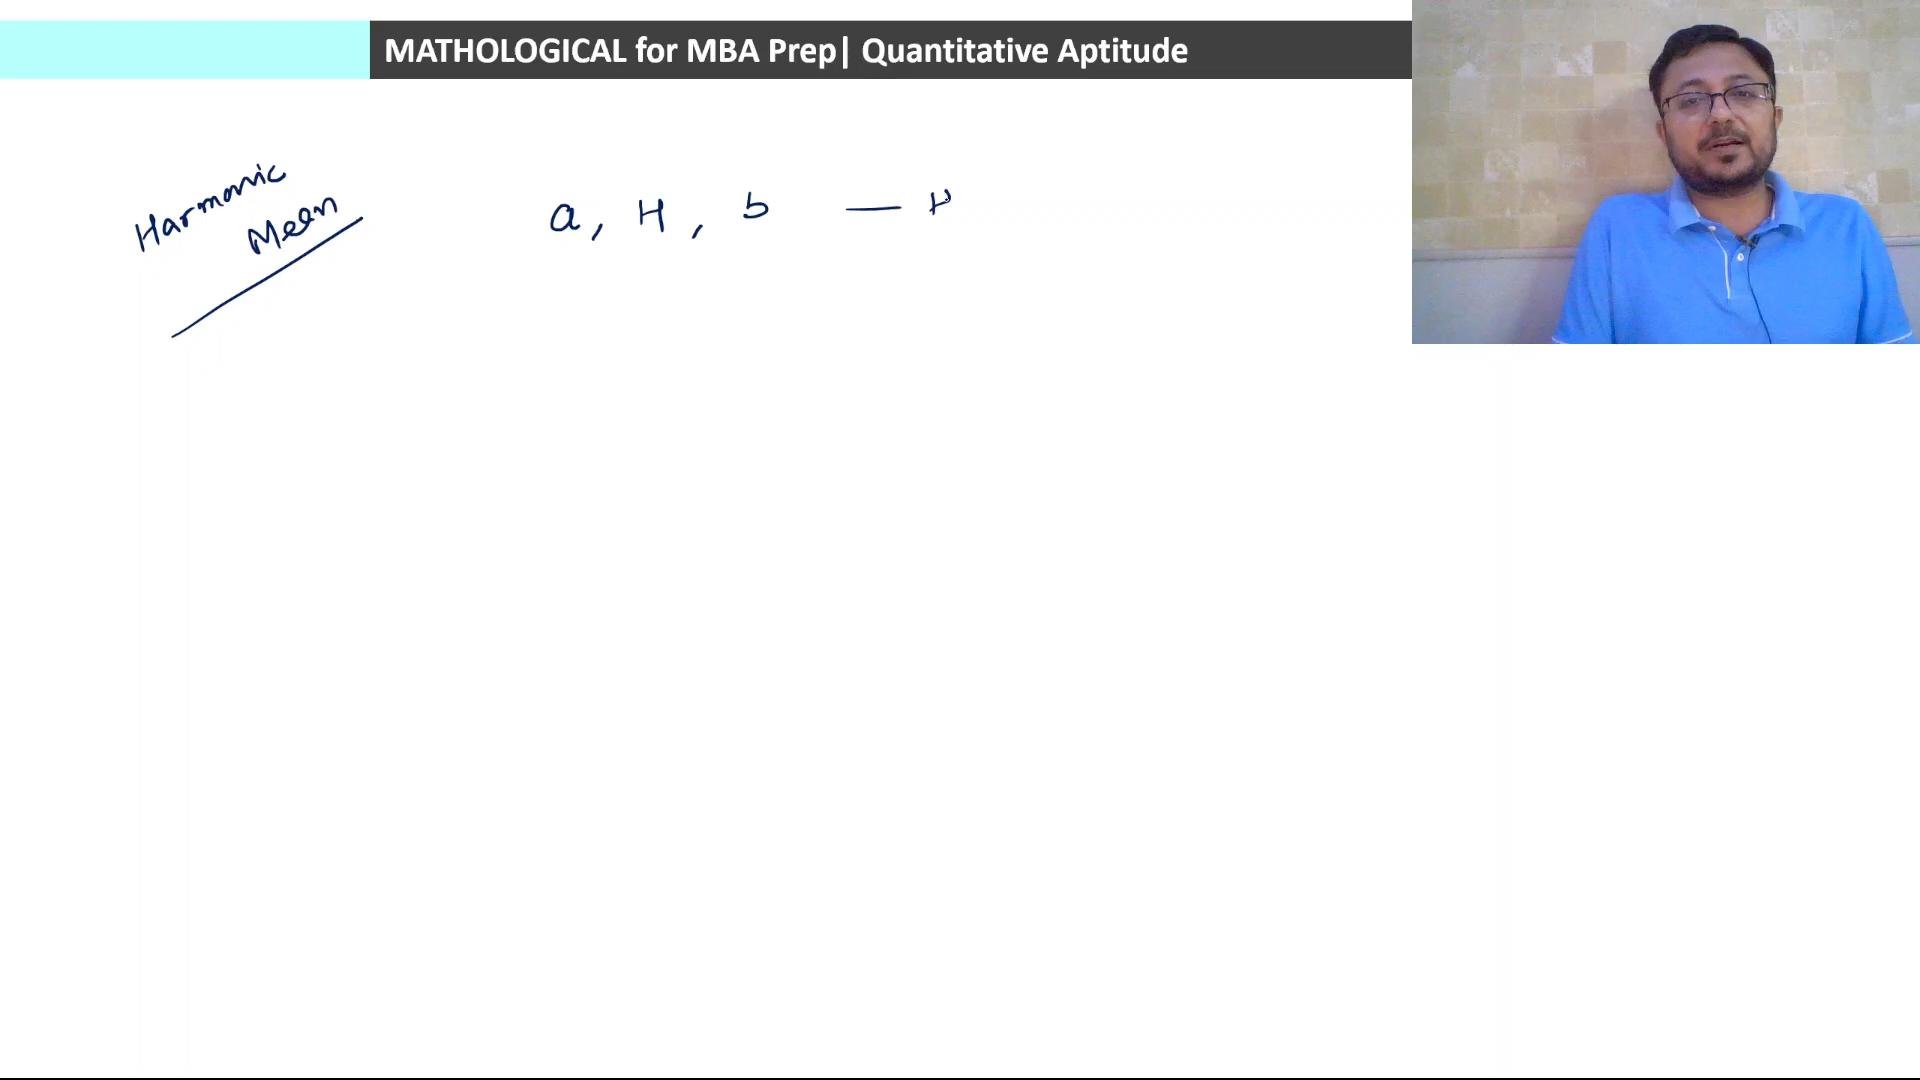 MATHOLOGICAL for MBA Prep| Quantitative Aptitude
Harmonic
Mean
a, H, b —